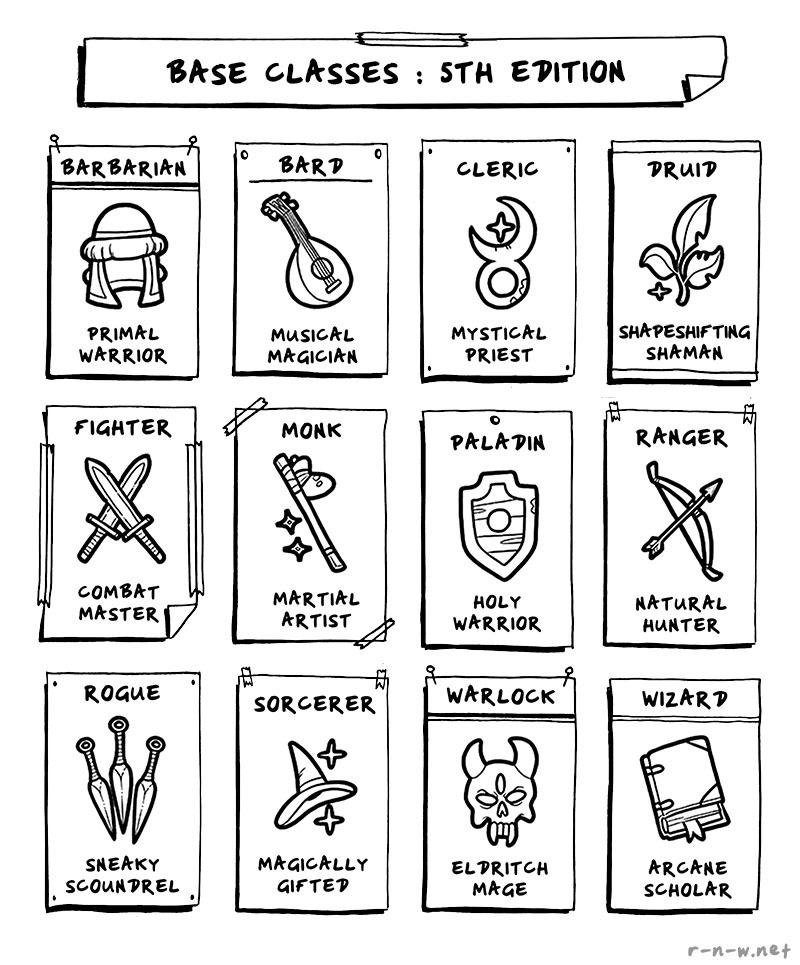 BASE CLASSES : 5TH EDITION
BARBARIAN
PRIMAL
WARRIOR
BARD
MUSICAL
MAGICIAN
CLERIC
MYSTICAL
PRIEST
DRUID
SHAPESHIFTING
SHAMAN
FIGHTER
COMBAT
MASTER
MONK
MARTIAL
ARTIST
PALADIN
HOLY
WARRIOR
RANGER
NATURAL
HUNTER
ROGUE
SNEAKY
SCOUNDREL
SORCERER
MAGICALLY
GIFTED
WARLOCK
ELDRITCH
MAGE
WIZARD
ARCANE
SCHOLAR
r-n-w.net